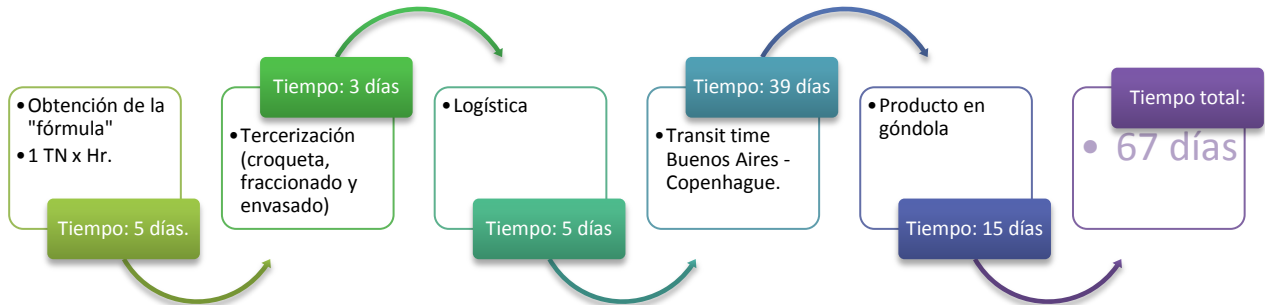 • Obtención de la
"fórmula"
• 1 TN x Hr.
Tiempo: 5 días.
Tiempo: 3 días
• Tercerización
(croqueta,
fraccionado y
envasado)
• Logística
Tiempo: 5 días
Tiempo: 39 días
• Transit time
Buenos Aires -
Copenhague.
• Producto en
góndola
Tiempo: 15 días
Tiempo total:
• 67 días